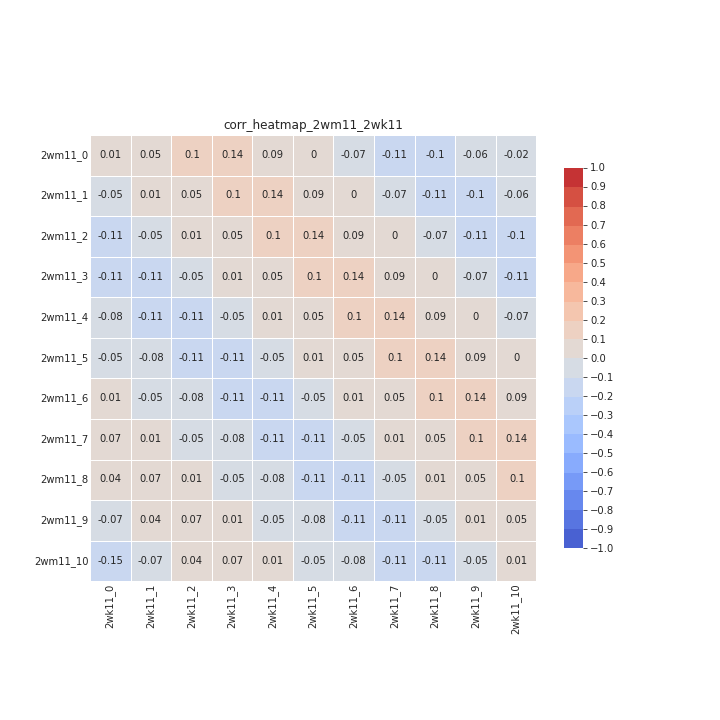 corr_heatmap_2wm11_2wk11
2wm11_0 0.01 0.05 0.1 0.14 0.09 0 -0.07 -0.11 -0.1 -0.06 -0.02
2wm11_1 -0.05 0.01 0.05 0.1 0.14 0.09 0 -0.07 -0.11 -0.1 -0.06
2wm11_2 -0.11 -0.05 0.01 0.05 0.1 0.14 0.09 0 -0.07 -0.11 -0.1
2wm11_3 -0.11 -0.11 -0.05 0.01 0.05 0.1 0.14 0.09 0 -0.07 -0.11
2wm11_4 -0.08 -0.11 -0.11 -0.05 0.01 0.05 0.1 0.14 0.09 0 -0.07
2wm11_5 -0.05 -0.08 -0.11 -0.11 -0.05 0.01 0.05 0.1 0.14 0.09 0
2wm11_6 0.01 -0.05 -0.08 -0.11 -0.11 -0.05 0.01 0.05 0.1 0.14 0.09
2wm11_7 0.07 0.01 -0.05 -0.08 -0.11 -0.11 -0.05 0.01 0.05 0.1 0.14
2wm11_8 0.04 0.07 0.01 -0.05 -0.08 -0.11 -0.11 -0.05 0.01 0.05 0.1
2wm11_9 -0.07 0.04 0.07 0.01 -0.05 -0.08 -0.11 -0.11 -0.05 0.01 0.05
2wm11_10 -0.15 -0.07 0.04 0.07 0.01 -0.05 -0.08 -0.11 -0.11 -0.05 0.01
2wk11_0 2wk11_1 2wk11_2 2wk11_3 2wk11_4 2wk11_5 2wk11_6 2wk11_7 2wk11_8 2wk11_9 2wk11_10
1.0
0.9
0.8
0.7
0.6
0.5
0.4
0.3
0.2
0.1
0.0
−0.1
−0.2
−0.3
−0.4
−0.5
−0.6
−0.7
−0.8
−0.9
−1.0